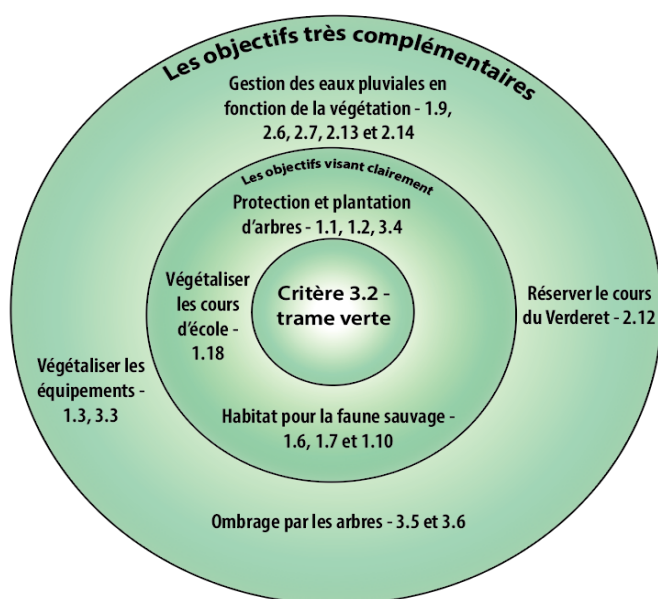 Les objectifs très complémentaires
Gestion des eaux pluviales en
fonction de la végétation - 1.9,
2.6, 2.7, 2.13 et 2.14
Les objectifs visant clairement
Protection et plantation
d'arbres - 1.1, 1.2, 3.4
Végétaliser
les cours
d'école -
1.18
Critère 3.2 -
trame verte
Réserver le cours
du Verderet - 2.12
Végétaliser les
équipements -
1.3, 3.3
Habitat pour la faune sauvage -
1.6, 1.7 et 1.10
Ombrage par les arbres - 3.5 et 3.6